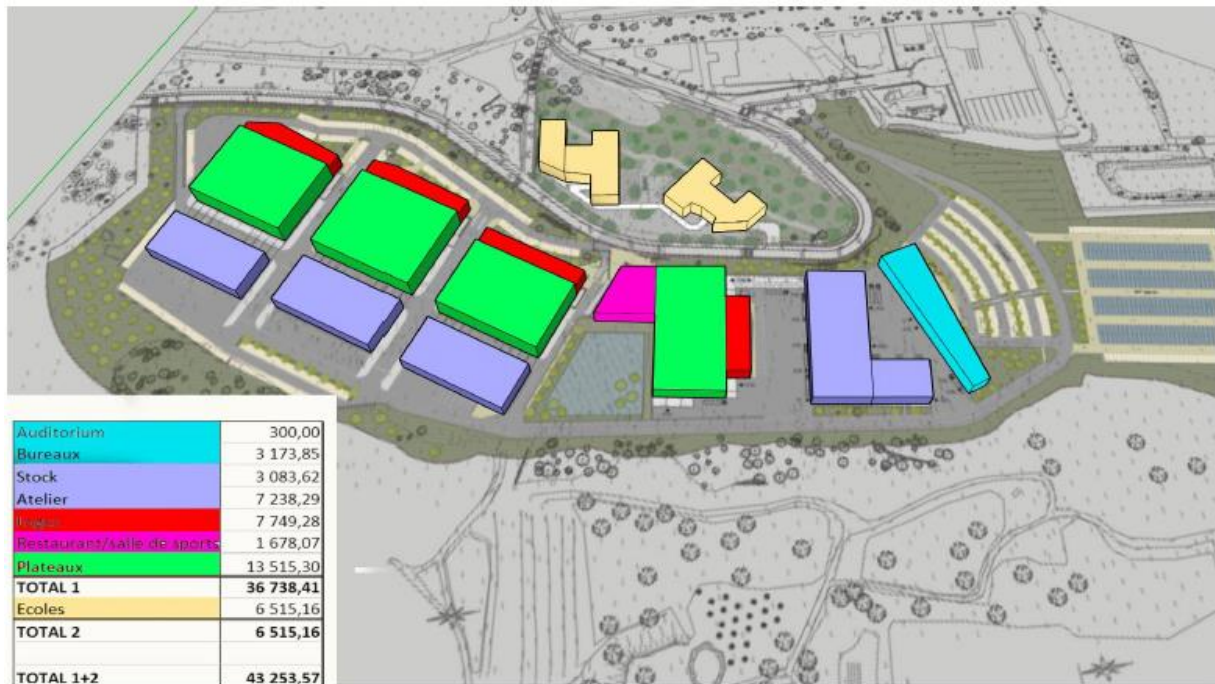 Auditorium 300,00
Bureaux 3 173,85
Stock 3 083,62
Atelier 7 238,29
7 749,28
Restaurant/salle de sports 1 678,07
Plateaux 13 515,30
TOTAL 1 36 738,41
Ecoles 6 515,16
TOTAL 2 6 515,16
TOTAL 1+2 43 253,57